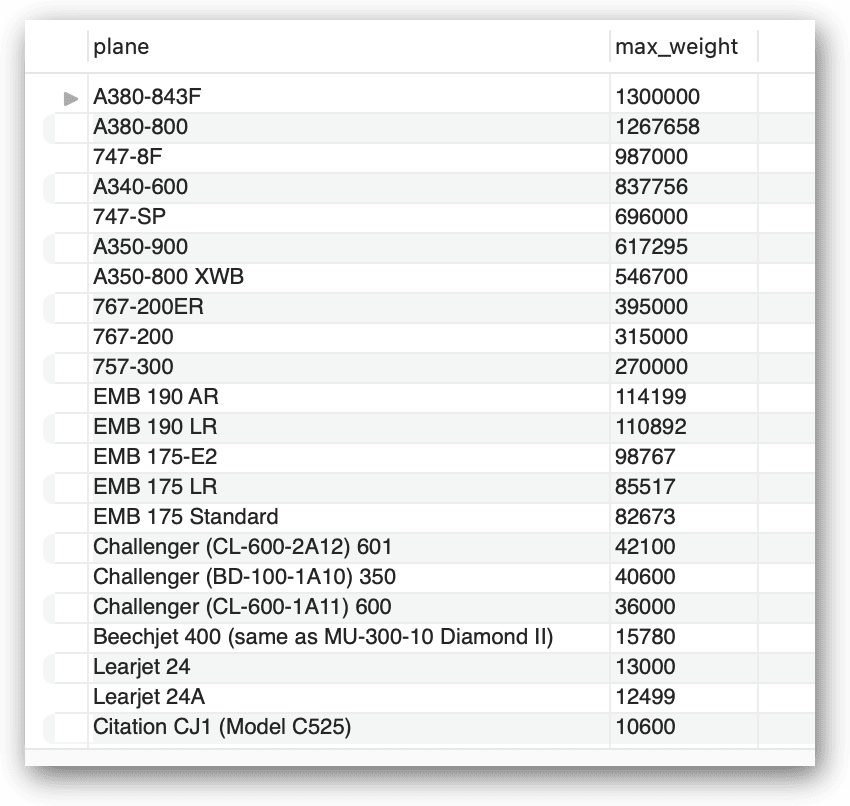 plane max_weight
A380-843F 1300000
A380-800 1267658
747-8F 987000
A340-600 837756
747-SP 696000
A350-900 617295
A350-800 XWB 546700
767-200ER 395000
767-200 315000
757-300 270000
EMB 190 AR 114199
EMB 190 LR 110892
EMB 175-E2 98767
EMB 175 LR 85517
EMB 175 Standard 82673
Challenger (CL-600-2A12) 601 42100
Challenger (BD-100-1A10) 350 40600
Challenger (CL-600-1A11) 600 36000
Beechjet 400 (same as MU-300-10 Diamond II) 15780
Learjet 24 13000
Learjet 24A 12499
Citation CJ1 (Model C525) 10600